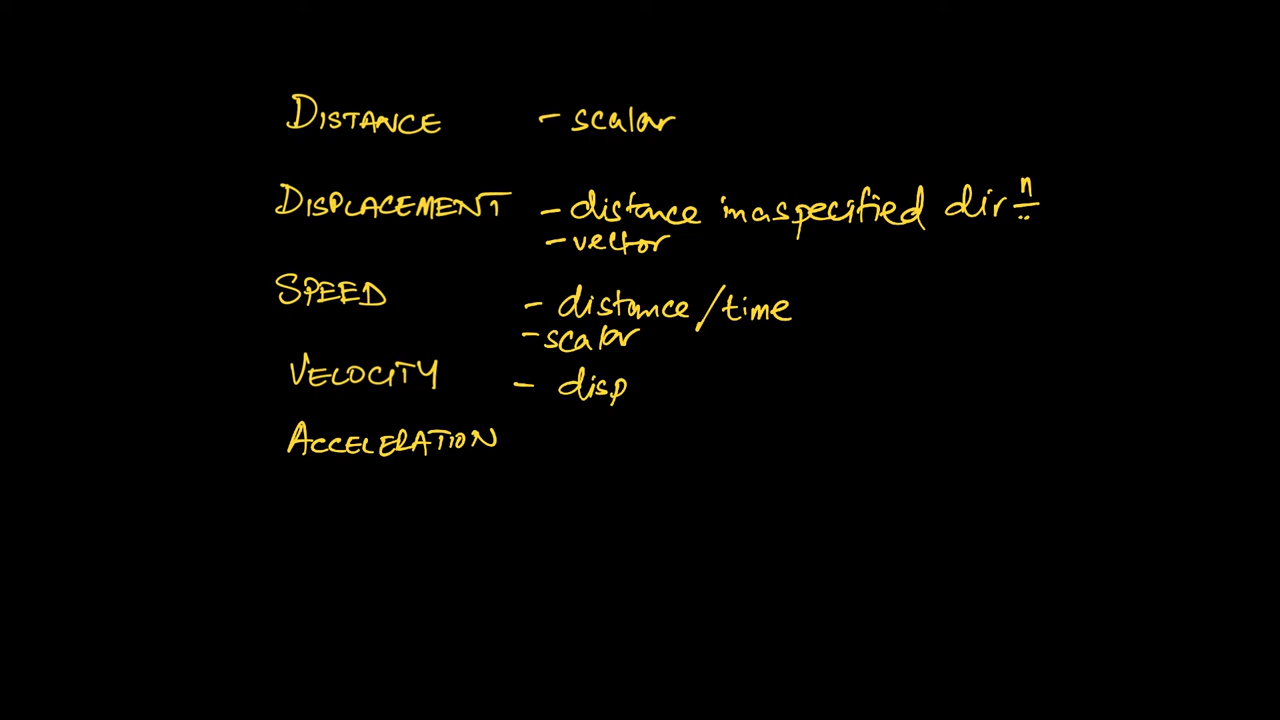 DISTANCE - scalar
DISPLACEMENT - distance in a specified dirⁿ
- vector
SPEED - distance/time
- scalar
VELOCITY - disp
ACCELERATION